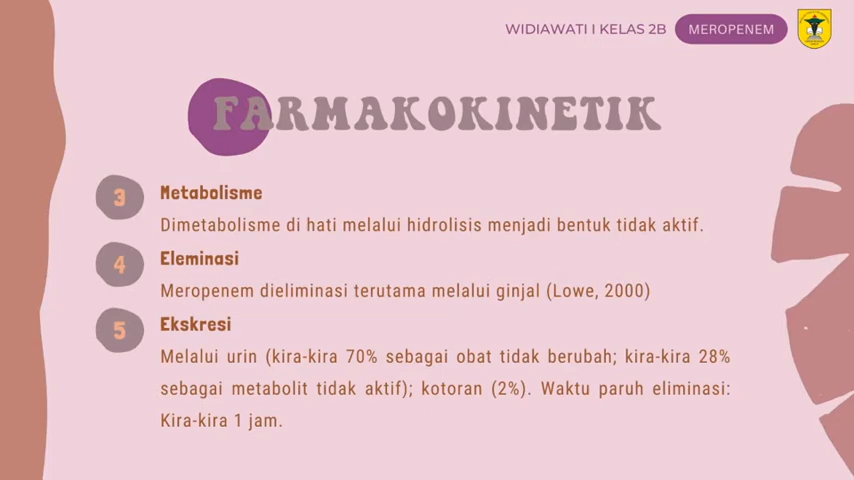 WIDIAWATI I KELAS 2B
MEROPENEM
FARMAKOKINETIK
3
Metabolisme
Dimetabolisme di hati melalui hidrolisis menjadi bentuk tidak aktif.
4
Eleminasi
Meropenem dieliminasi terutama melalui ginjal (Lowe, 2000)
5
Ekskresi
Melalui urin (kira-kira 70% sebagai obat tidak berubah; kira-kira 28%
sebagai metabolit tidak aktif); kotoran (2%). Waktu paruh eliminasi:
Kira-kira 1 jam.